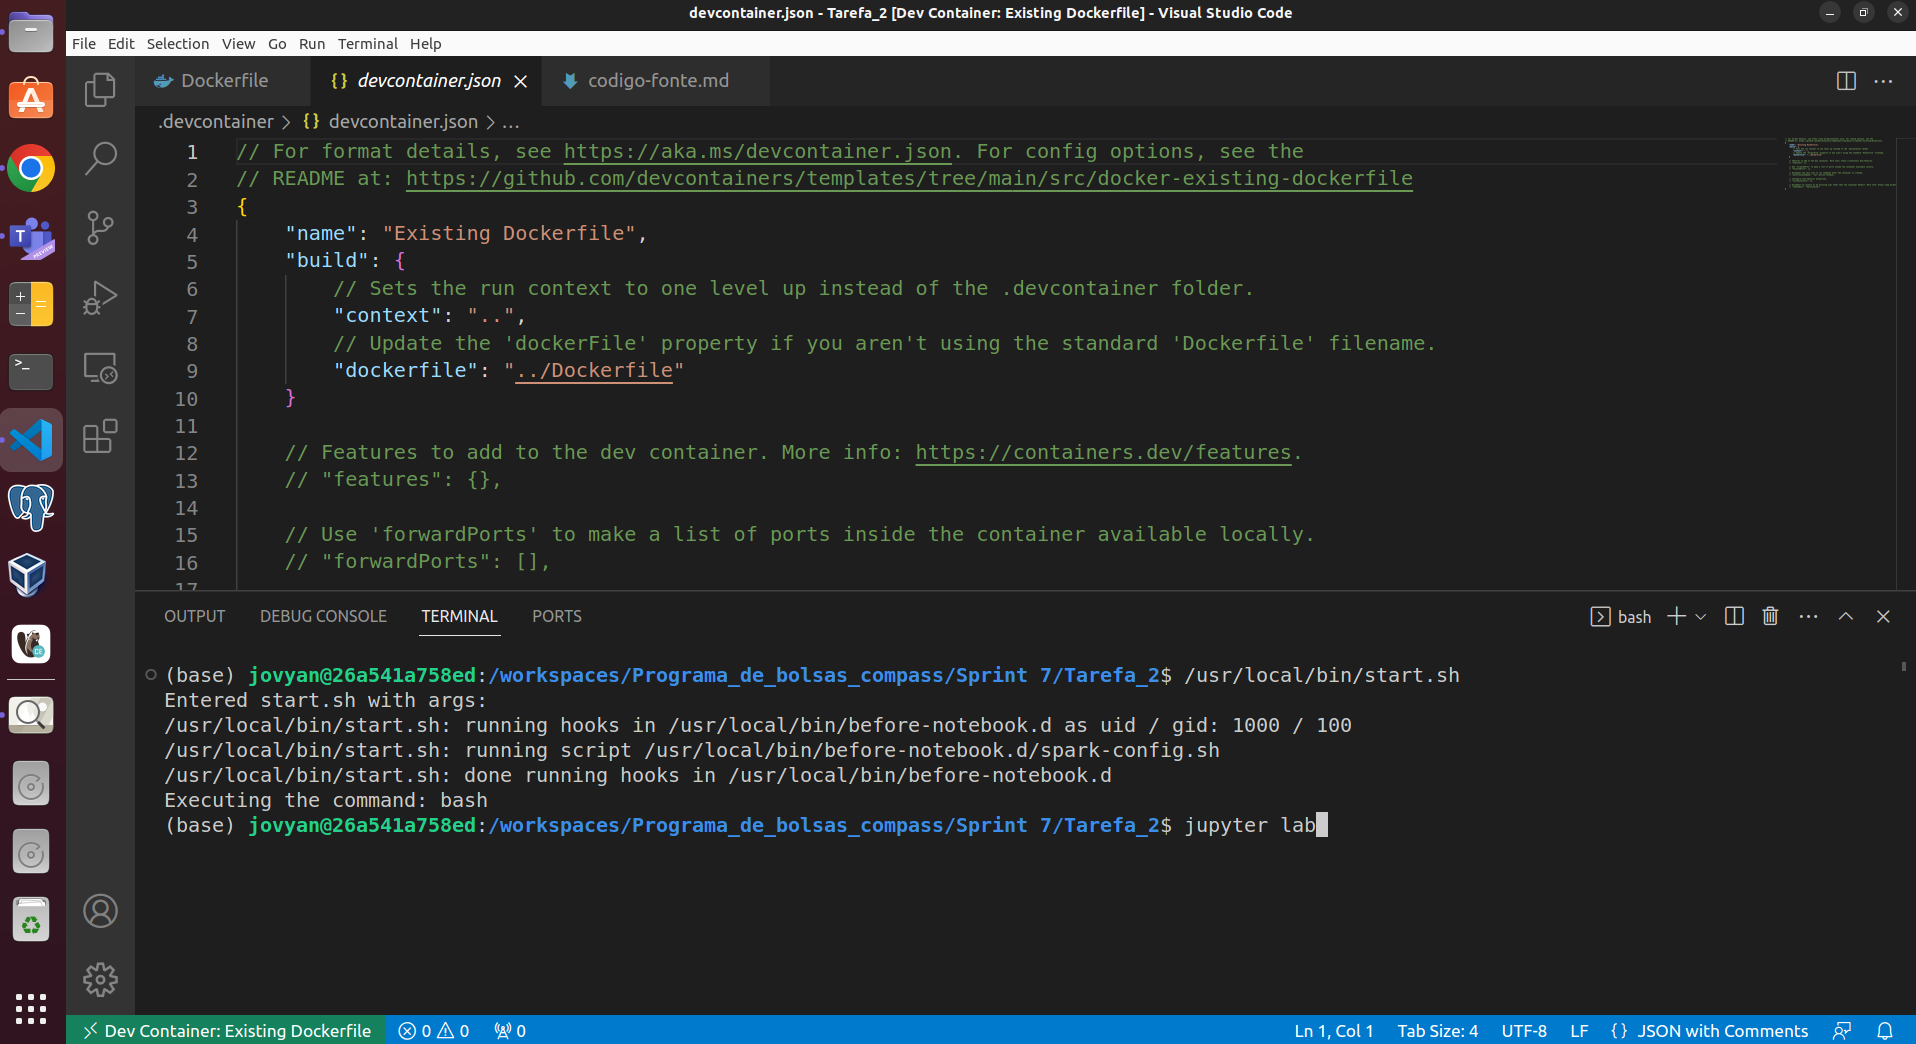 devcontainer.json - Tarefa_2 [Dev Container: Existing Dockerfile] - Visual Studio Code
File Edit Selection View Go Run Terminal Help
Dockerfile {} devcontainer.json codigo-fonte.md
.devcontainer > {} devcontainer.json > ...
1 // For format details, see https://aka.ms/devcontainer.json. For config options, see the
2 // README at: https://github.com/devcontainers/templates/tree/main/src/docker-existing-dockerfile
3 {
4 "name": "Existing Dockerfile",
5 "build": {
6 // Sets the run context to one level up instead of the .devcontainer folder.
7 "context": "..",
8 // Update the 'dockerFile' property if you aren't using the standard 'Dockerfile' filename.
9 "dockerfile": "../Dockerfile"
10 }
11
12 // Features to add to the dev container. More info: https://containers.dev/features.
13 // "features": {},
14
15 // Use 'forwardPorts' to make a list of ports inside the container available locally.
16 // "forwardPorts": [],
17
OUTPUT DEBUG CONSOLE TERMINAL PORTS bash
(base) jovyan@26a541a758ed:/workspaces/Programa_de_bolsas_compass/Sprint 7/Tarefa_2$ /usr/local/bin/start.sh
Entered start.sh with args:
/usr/local/bin/start.sh: running hooks in /usr/local/bin/before-notebook.d as uid / gid: 1000 / 100
/usr/local/bin/start.sh: running script /usr/local/bin/before-notebook.d/spark-config.sh
/usr/local/bin/start.sh: done running hooks in /usr/local/bin/before-notebook.d
Executing the command: bash
(base) jovyan@26a541a758ed:/workspaces/Programa_de_bolsas_compass/Sprint 7/Tarefa_2$ jupyter lab
Dev Container: Existing Dockerfile 0 0 0 Ln 1, Col 1 Tab Size: 4 UTF-8 LF {} JSON with Comments